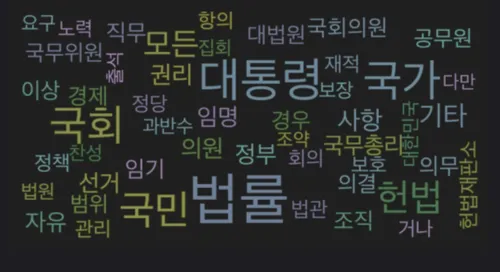 요구
노력
직무
항의
대법원
국회의원
공무원
국무위원
출석
모든
집회
권리
대통령
재적
보장
국가
다만
이상
경제
정당
국회
과반수
임명
경우
사항
대한민국
기타
정책
찬성
의원
정부
조약
회의
국무총리
보호
의무
헌법재판소
법원
선거
범위
임기
국민
법률
법관
의결
헌법
자유
관리
조직
거나